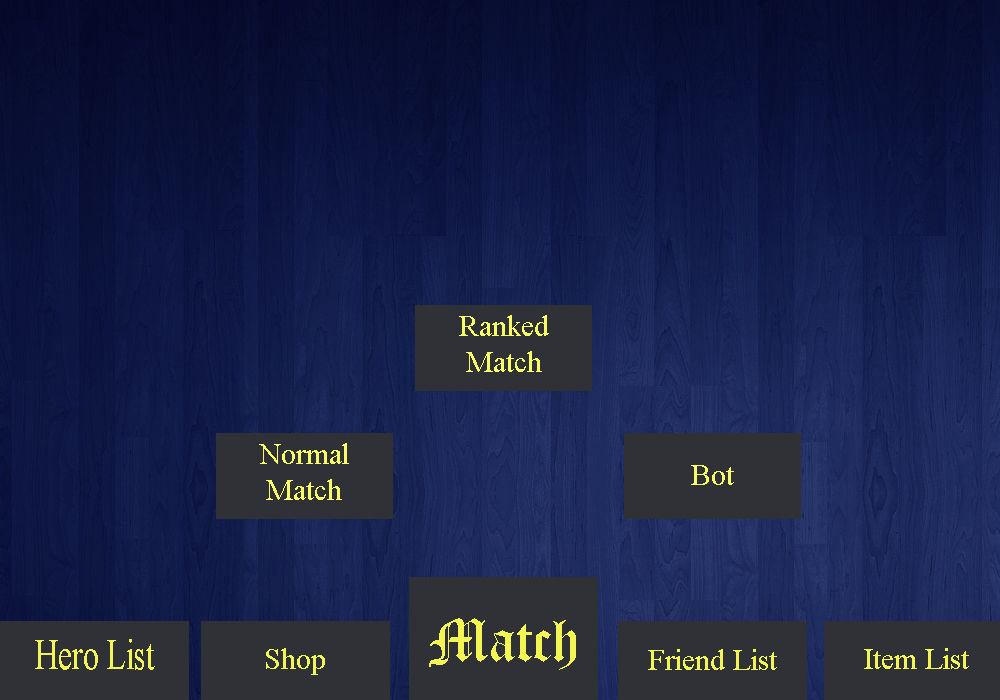 Ranked
Match
Normal
Match
Bot
Hero List
Shop
Match
Friend List
Item List